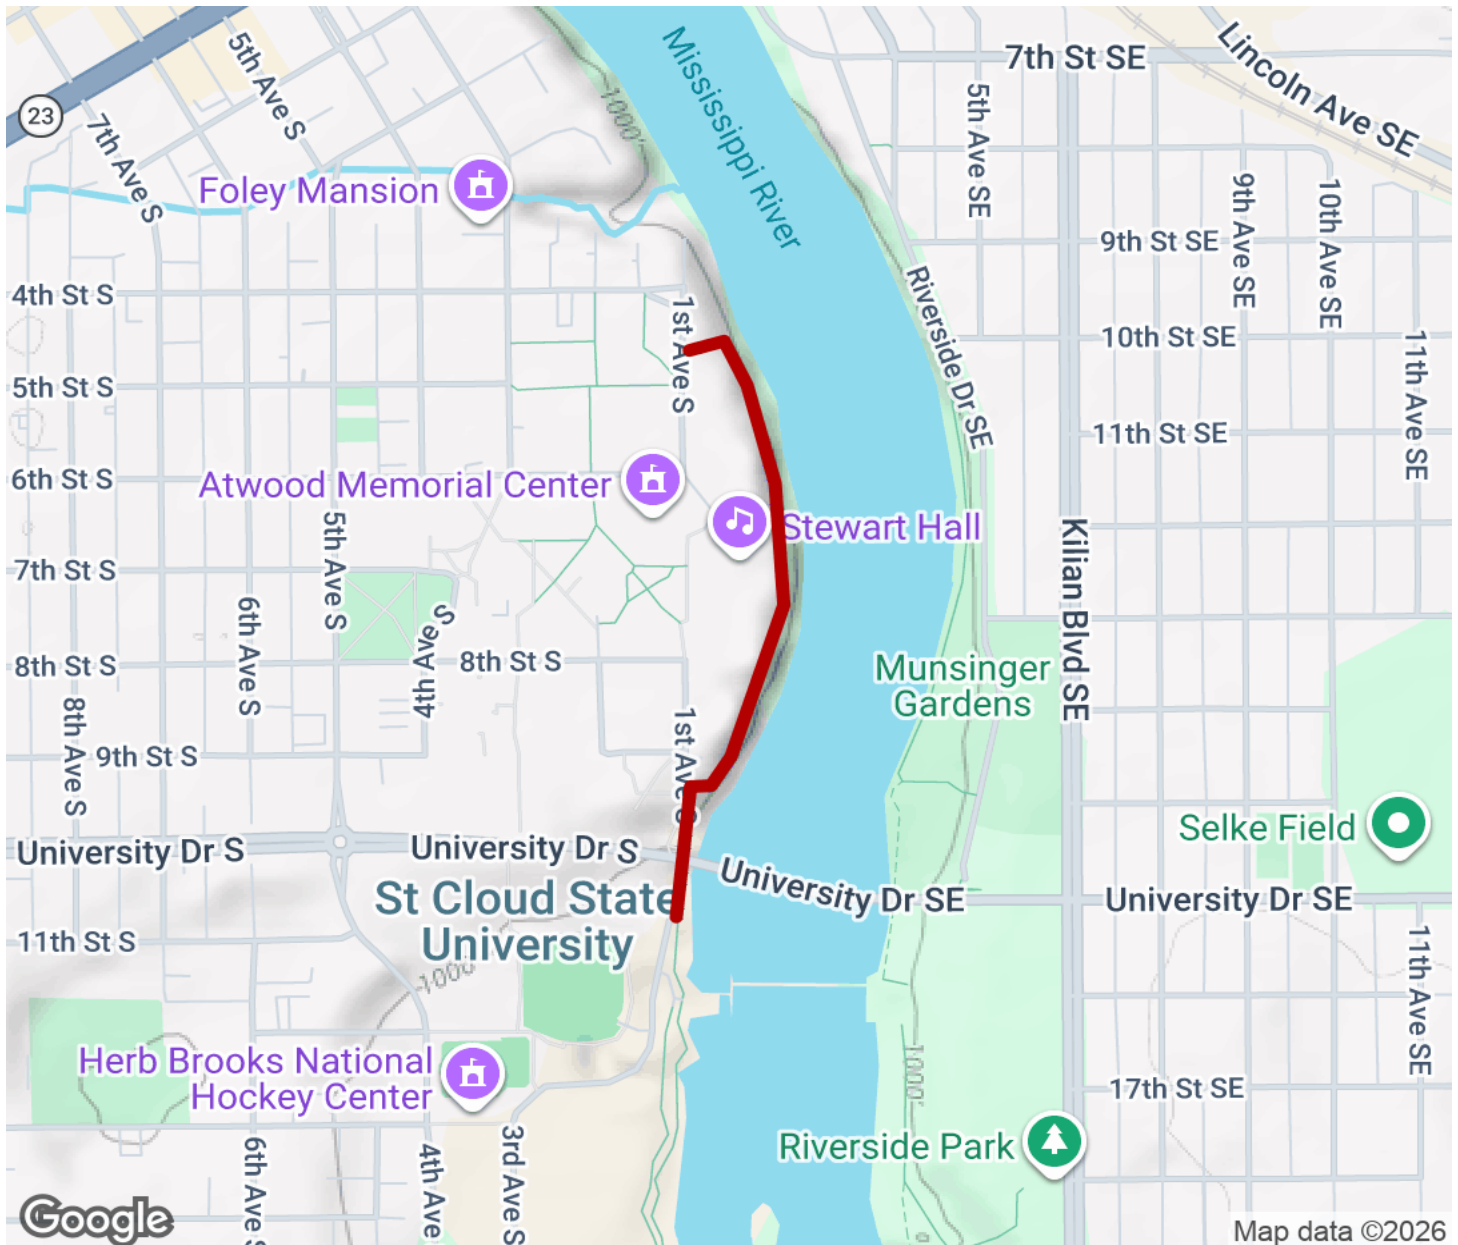 7th St SE
Lincoln Ave SE
5th Ave S
Mississippi River
23
7th Ave S
1000'
5th Ave SE
Foley Mansion
9th Ave SE
10th Ave SE
9th St SE
4th St S
1st Ave S
Riverside Dr SE
10th St SE
11th Ave SE
5th St S
11th St SE
6th St S
Atwood Memorial Center
Stewart Hall
5th Ave S
Kilian Blvd SE
7th St S
6th Ave S
4th Ave S
8th St S
8th St S
Munsinger
Gardens
8th Ave S
1st Ave S
9th St S
Selke Field
University Dr S
University Dr S
University Dr SE
University Dr SE
St Cloud State
University
11th St S
1000'
11th Ave SE
Herb Brooks National
Hockey Center
1000'
17th St SE
Riverside Park
6th Ave S
4th Ave
3rd Ave S
Google
Map data ©2026